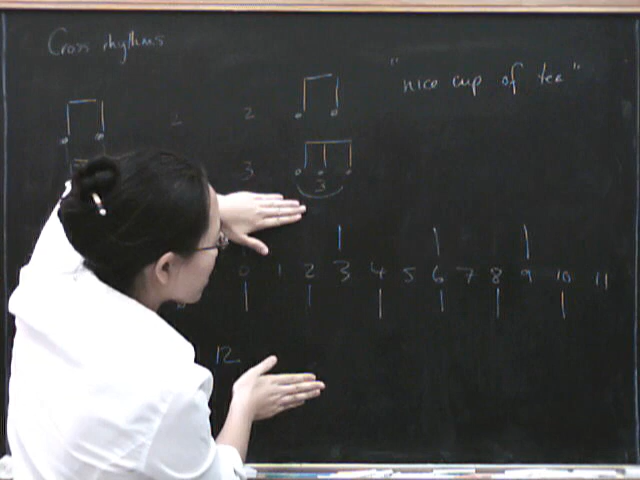 Cross rhythms
"nice cup of tea"
2 2
3
3
0 1 2 3 4 5 6 7 8 9 10 11
12